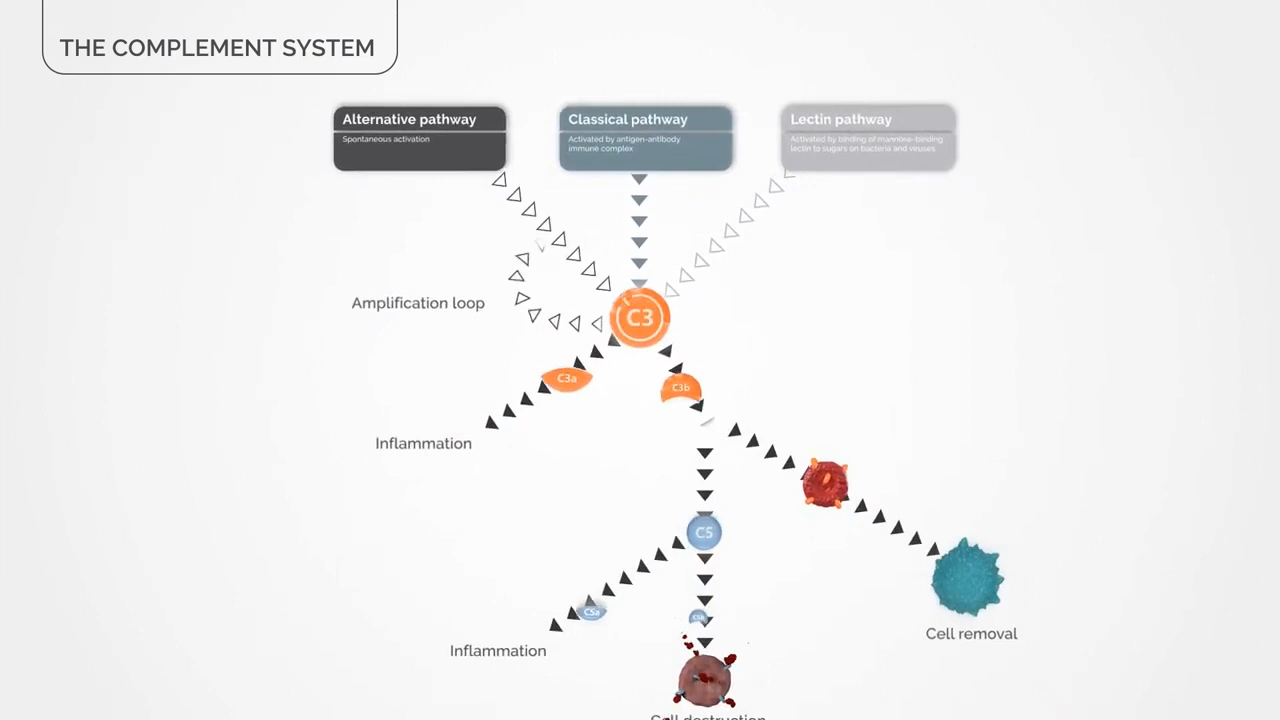 THE COMPLEMENT SYSTEM
Alternative pathway
Spontaneous activation
Classical pathway
Activated by antigen-antibody
immune complex
Lectin pathway
Activated by binding of mannose-binding
lectin to sugars on bacteria and viruses
Amplification loop
C3
C3a
C3b
Inflammation
C5
C5a
Inflammation
Cell removal
Cell destruction